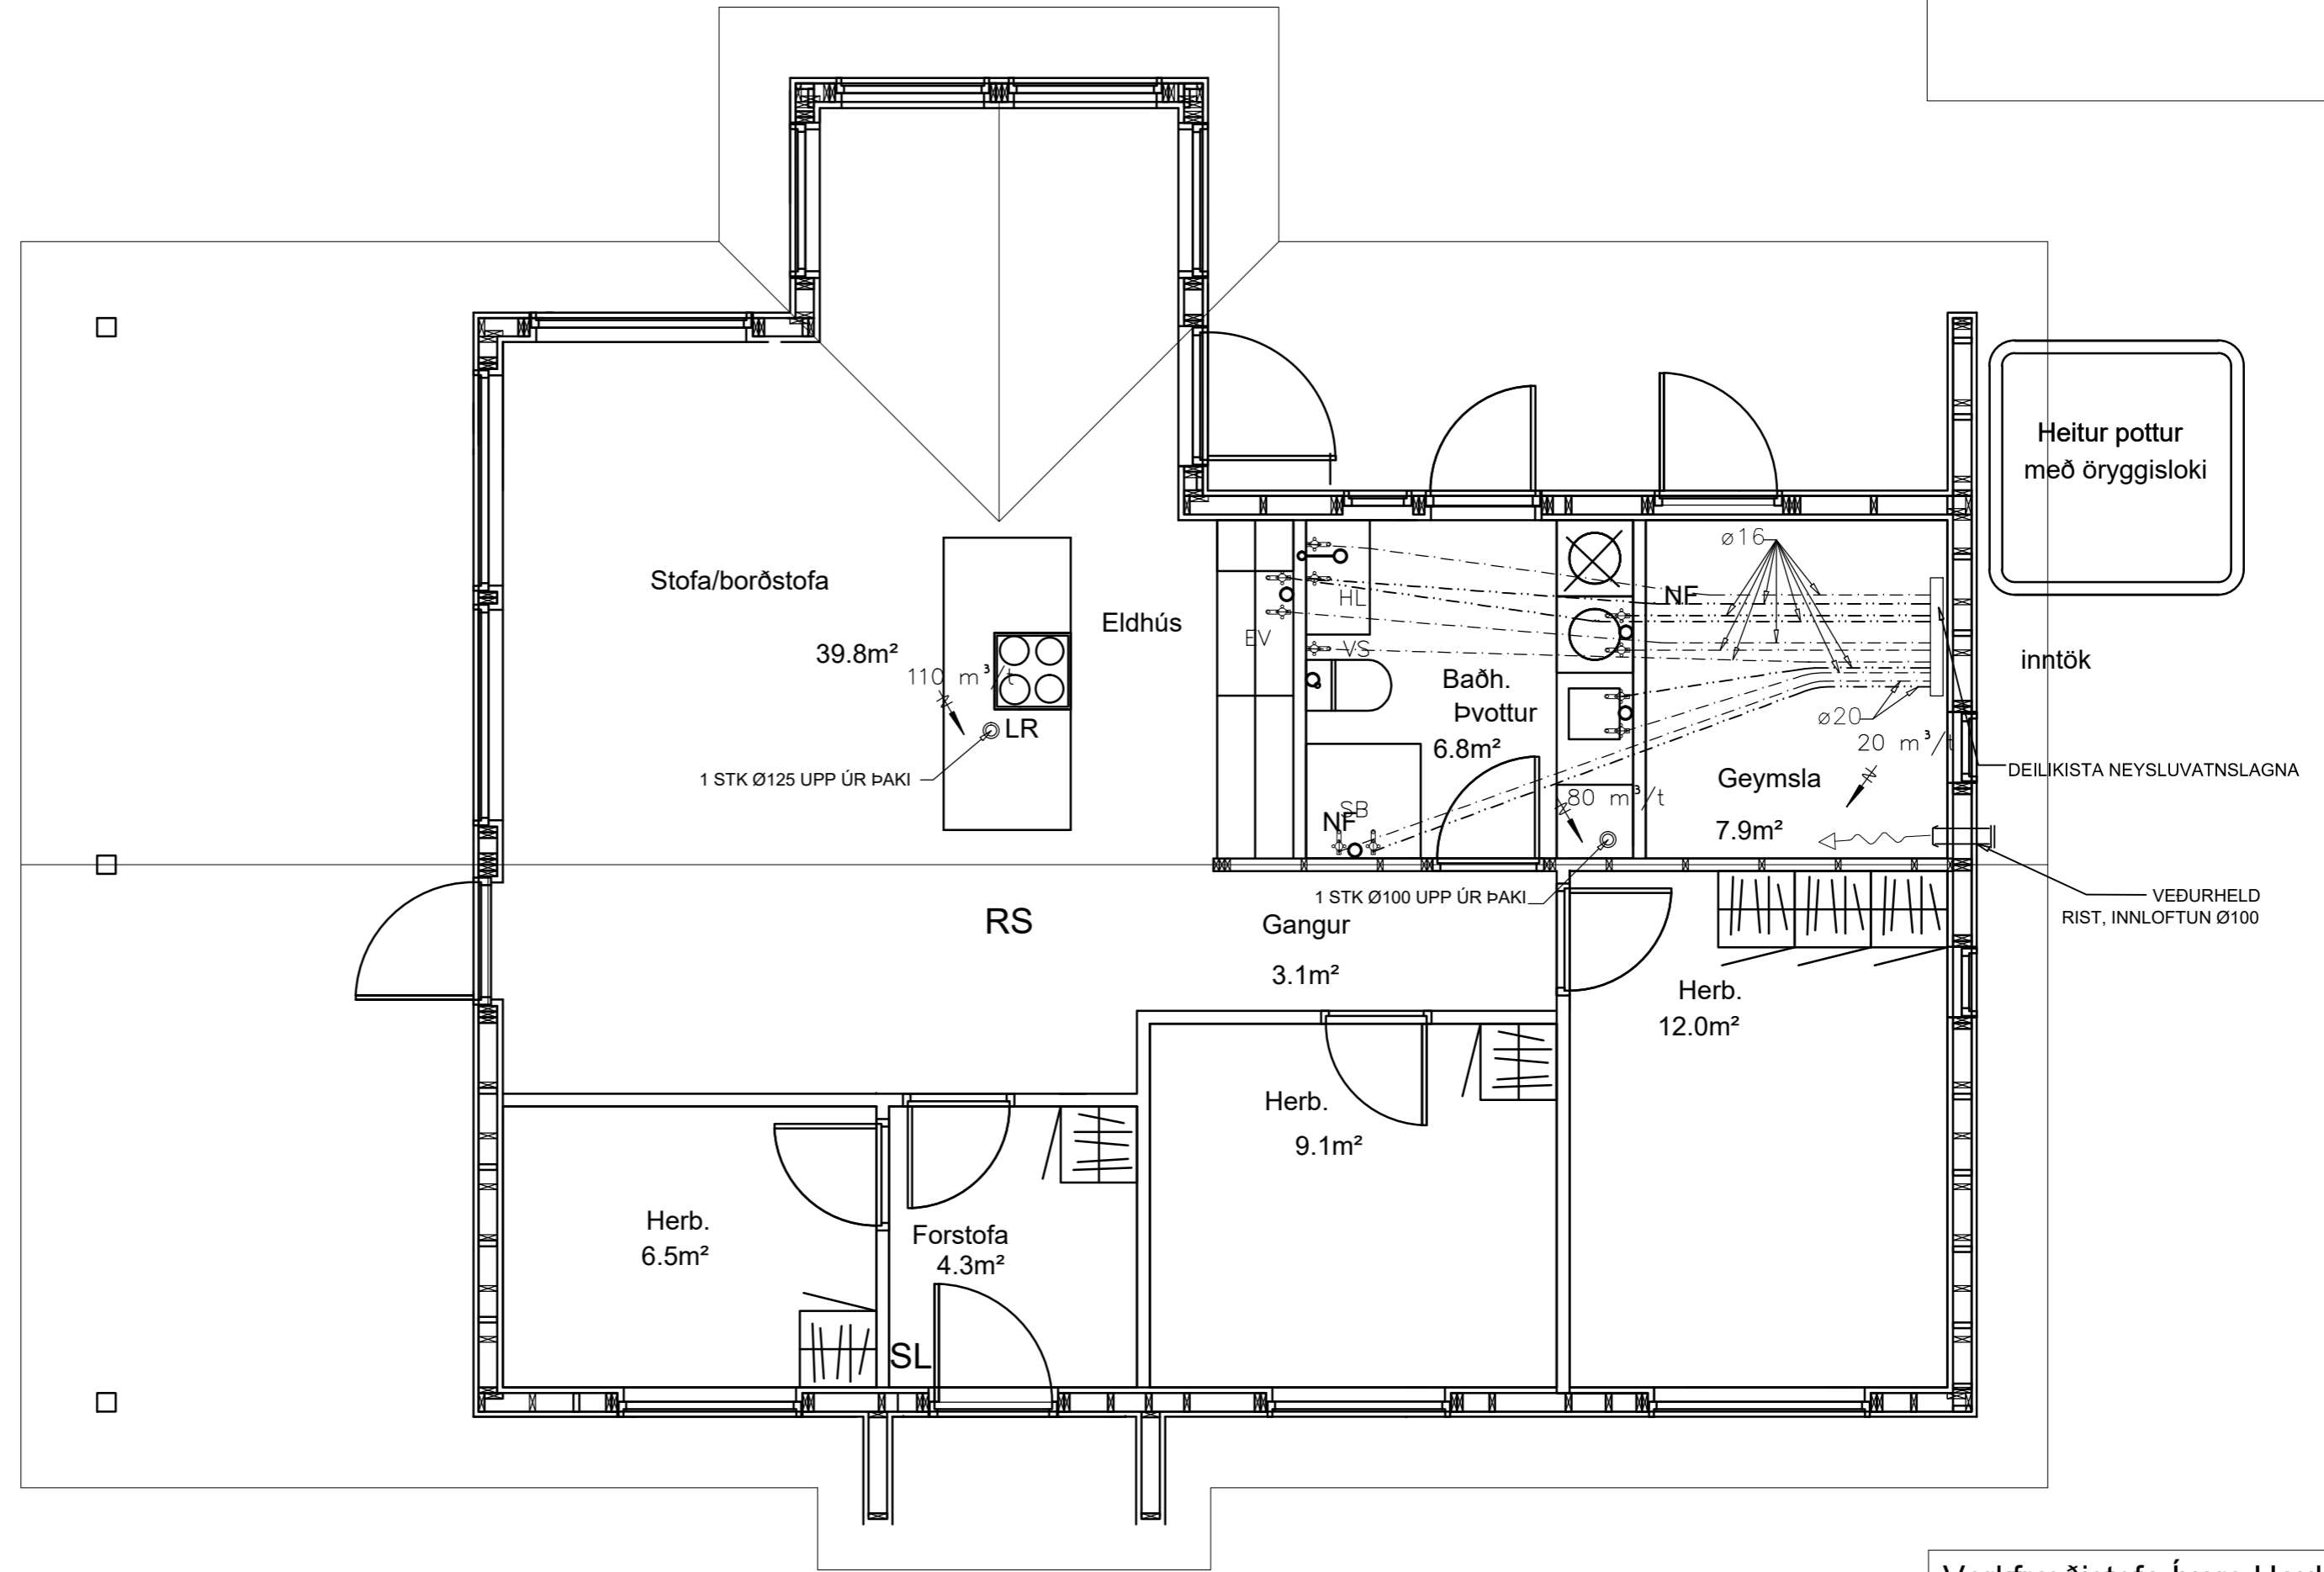 Heitur pottur
með öryggisloki
ø16
NF
HL
Stofa/borðstofa
Eldhús
EV
VS
39.8m²
110 m³/t
inntök
Baðh.
Þvottur
6.8m²
ø20
20 m³/t
LR
1 STK Ø125 UPP ÚR ÞAKI
DEILIKISTA NEYSLUVATNSLAGNA
Geymsla
7.9m²
80 m³/t
SB
NF
1 STK Ø100 UPP ÚR ÞAKI
VEÐURHELD
RIST, INNLOFTUN Ø100
RS
Gangur
3.1m²
Herb.
12.0m²
Herb.
9.1m²
Herb.
6.5m²
Forstofa
4.3m²
SL